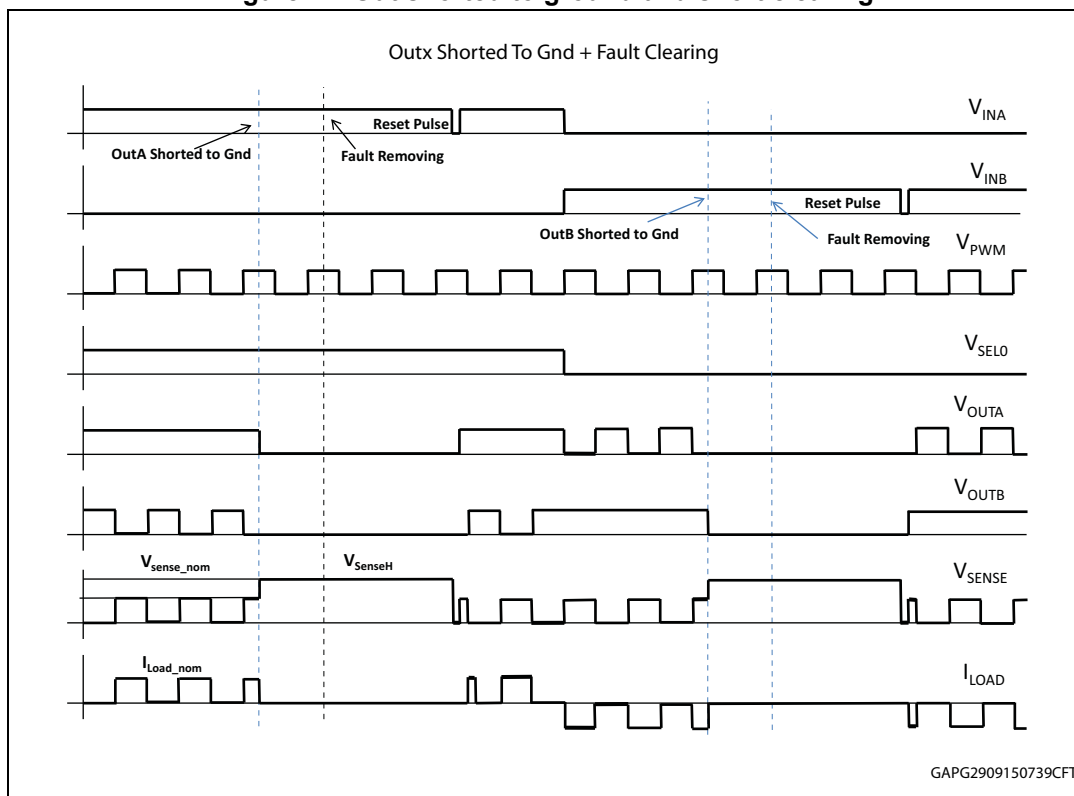 Outx Shorted To Gnd + Fault Clearing
V_INA
Reset Pulse
OutA Shorted to Gnd
Fault Removing
V_INB
Reset Pulse
OutB Shorted to Gnd
Fault Removing
V_PWM
V_SEL0
V_OUTA
V_OUTB
V_sense_nom
V_SenseH
V_SENSE
I_Load_nom
I_LOAD
GAPG2909150739CFT